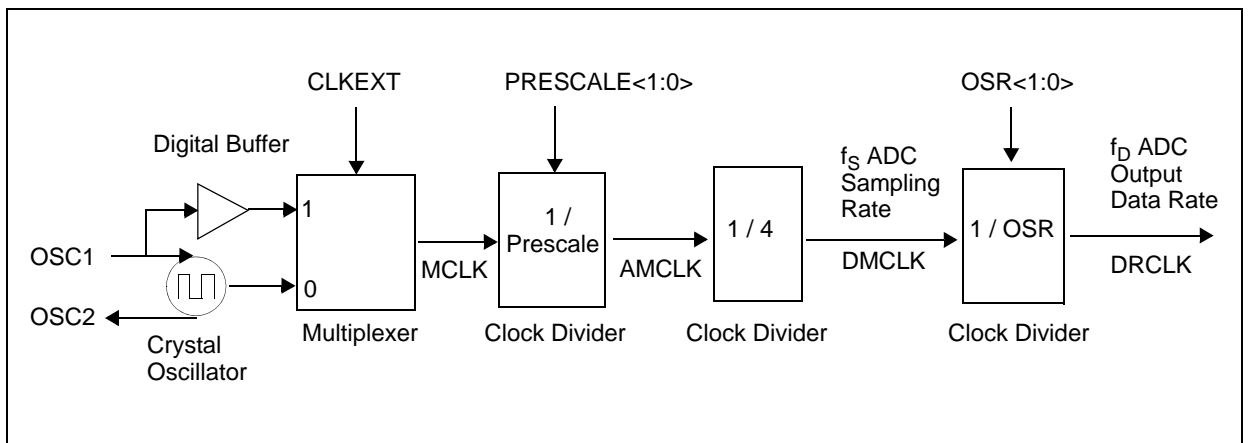 CLKEXT
PRESCALE<1:0>
OSR<1:0>
Digital Buffer
fS ADC
Sampling
Rate
fD ADC
Output
Data Rate
1
1 /
Prescale
1 / 4
1 / OSR
OSC1
MCLK
AMCLK
DMCLK
DRCLK
0
OSC2
Multiplexer
Clock Divider
Clock Divider
Clock Divider
Crystal
Oscillator